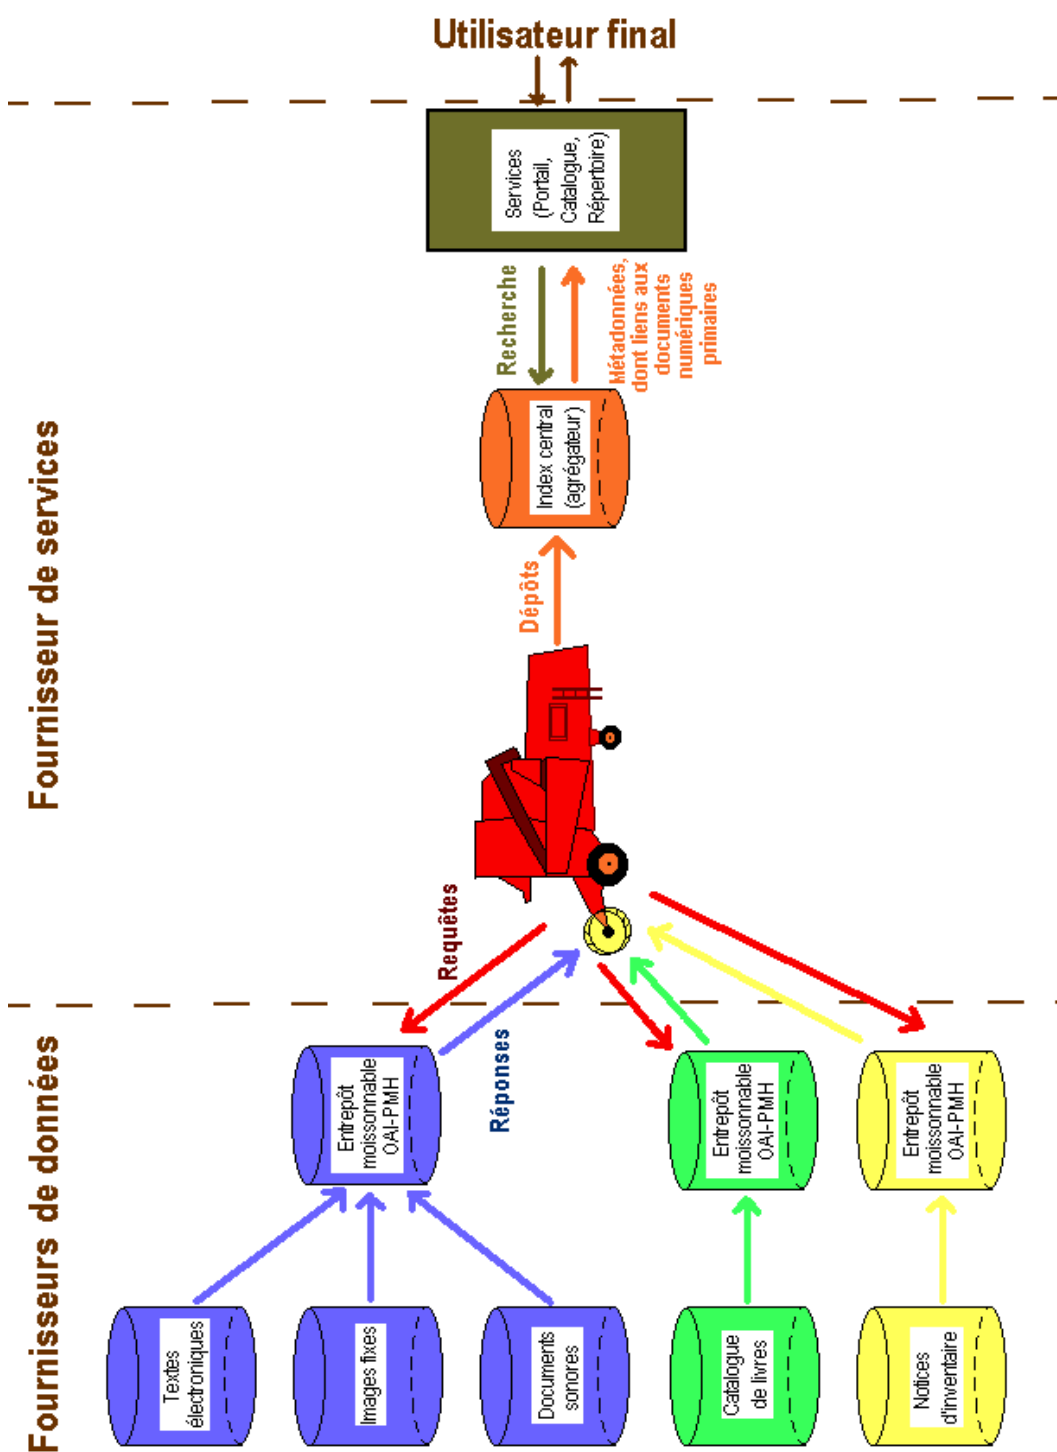 Utilisateur final
Fournisseur de services
Services
(Portail,
Catalogue,
Répertoire)
Recherche
Métadonnées,
dont liens aux
documents
numériques
primaires
Index central
(agrégateur)
Dépôts
Requêtes
Réponses
Fournisseurs de données
Entrepôt
moissonnable
OAI-PMH
Entrepôt
moissonnable
OAI-PMH
Entrepôt
moissonnable
OAI-PMH
Textes
électroniques
Images fixes
Documents
sonores
Catalogue
de livres
Notices
d'inventaire